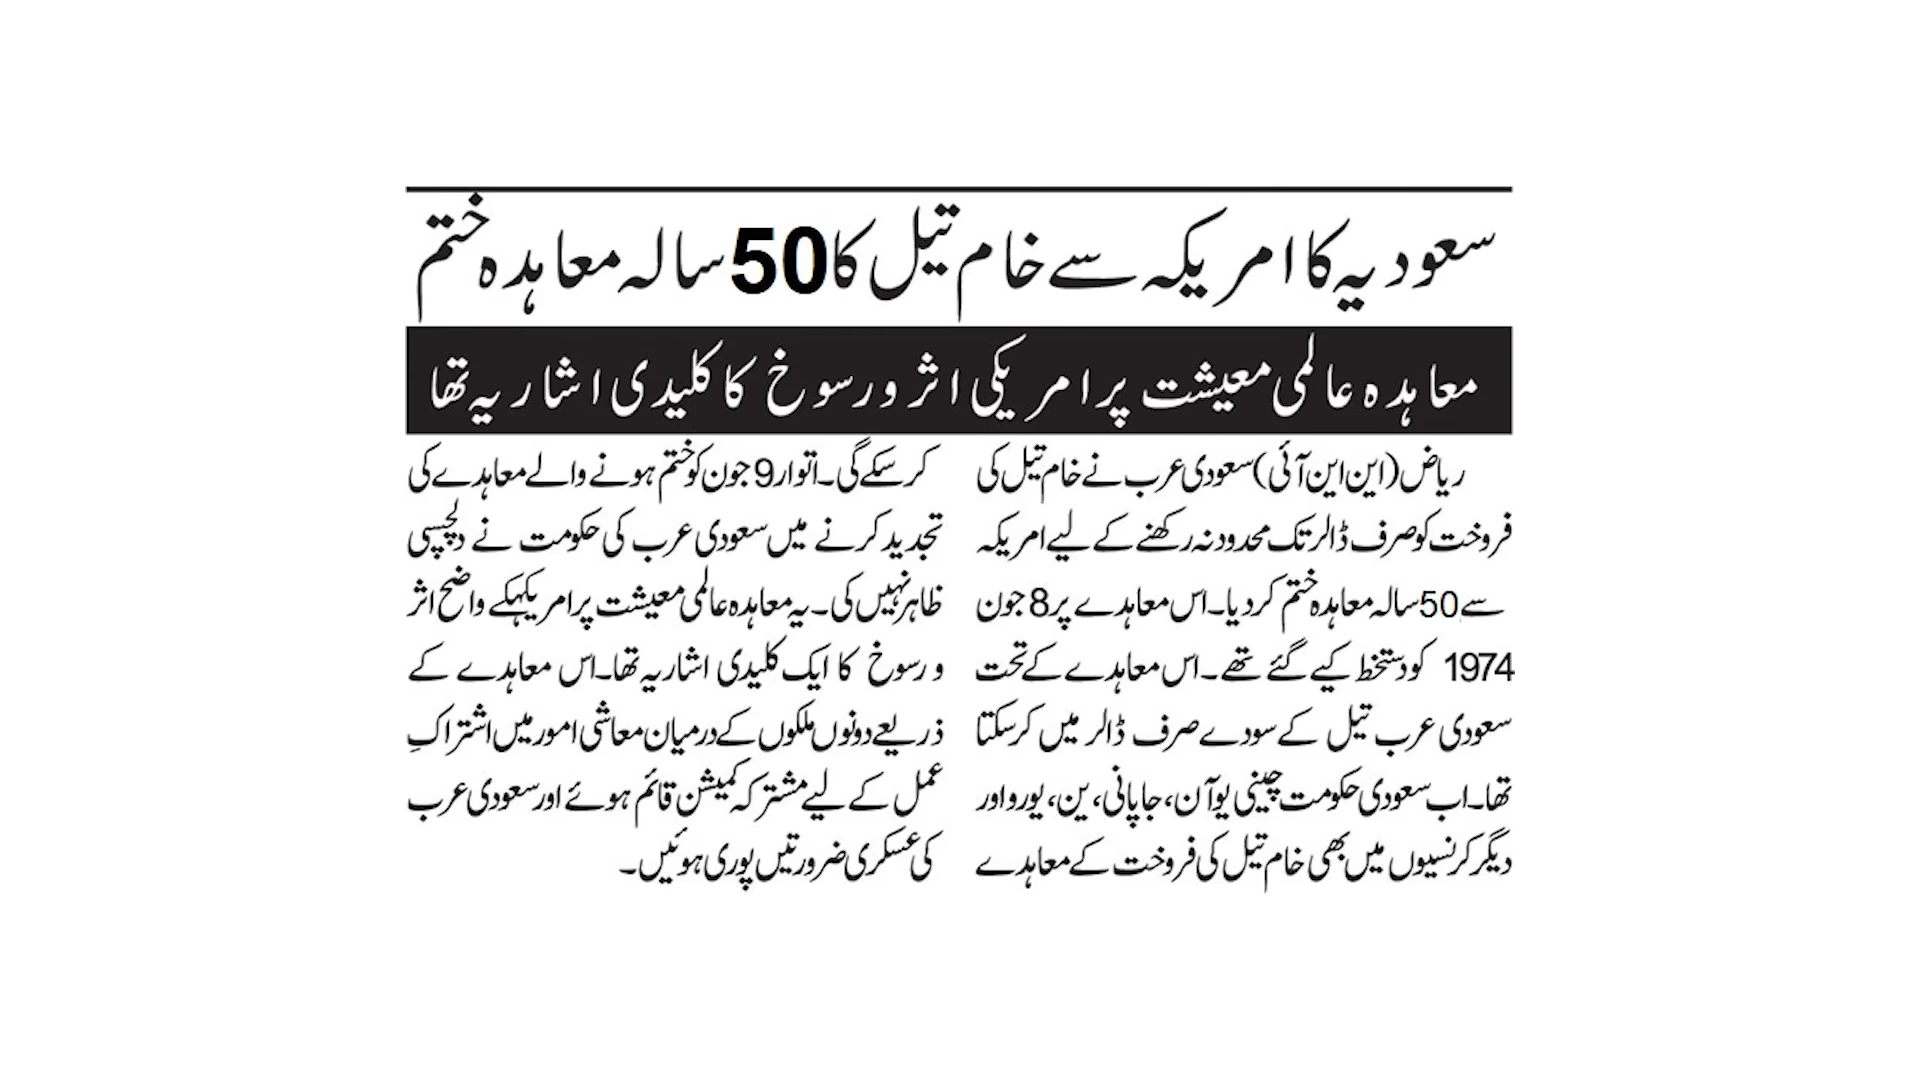 سعودیہ کا امریکہ سے خام تیل کا 50 سالہ معاہدہ ختم
معاہدہ عالمی معیشت پر امریکی اثر و رسوخ کا کلیدی اشاریہ تھا
ریاض (این این آئی) سعودی عرب نے خام تیل کی
فروخت کو صرف ڈالر تک محدود نہ رکھنے کے لیے امریکہ
سے 50 سالہ معاہدہ ختم کر دیا۔ اس معاہدے پر 8 جون
1974 کو دستخط کیے گئے تھے۔ اس معاہدے کے تحت
سعودی عرب تیل کے سودے صرف ڈالر میں کر سکتا
تھا۔ اب سعودی حکومت چینی یوآن، جاپانی، ین، یورو اور
دیگر کرنسیوں میں بھی خام تیل کی فروخت کے معاہدے
کر سکے گی۔ اتوار 9 جون کو ختم ہونے والے معاہدے کی
تجدید کرنے میں سعودی عرب کی حکومت نے دلچسپی
ظاہر نہیں کی۔ یہ معاہدہ عالمی معیشت پر امریکہکے واضح اثر
و رسوخ کا ایک کلیدی اشاریہ تھا۔ اس معاہدے کے
ذریعے دونوں ملکوں کے درمیان معاشی امور میں اشتراکِ
عمل کے لیے مشترکہ کمیشن قائم ہوئے اور سعودی عرب
کی عسکری ضرورتیں پوری ہوئیں۔